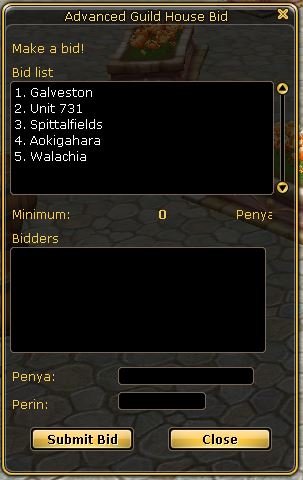 Advanced Guild House Bid
Make a bid!
Bid list
1. Galveston
2. Unit 731
3. Spittalfields
4. Aokigahara
5. Walachia
Minimum: 0 Penya
Bidders
Penya:
Perin:
Submit Bid Close